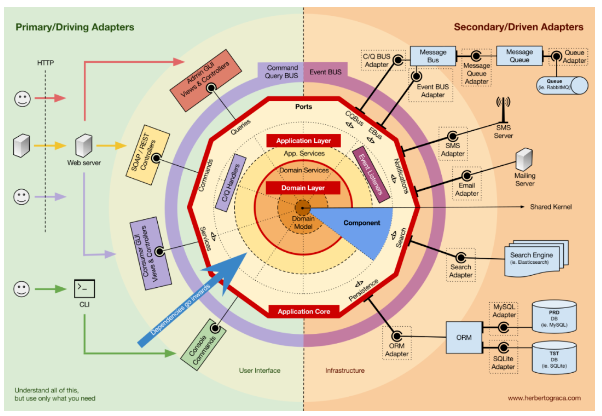 Primary/Driving Adapters
Secondary/Driven Adapters
HTTP
Admin GUI
Views & Controllers
Command
Query BUS
Event BUS
C/Q BUS
Adapter
Message
Bus
Message
Queue
Queue
Adapter
Message
Queue Adapter
Event BUS Adapter
Queue
(ie. RabbitMQ)
Web server
SOAP / REST
Controllers
Ports
CQBus
EBus
</>
</>
Queries
Application Layer
App. Services
Domain Services
Domain Layer
Domain
Model
Commands
C/Q Handlers
Event Listeners
Notifications
</>
SMS
Adapter
SMS
Server
Email
Adapter
Mailing
Server
Shared Kernel
Component
Consumer GUI
Views & Controllers
Services
</>
Search
</>
Search
Adapter
Search Engine
(ie. Elasticsearch)
CLI
Dependencies go inwards
Persistence
</>
Application Core
Console
Commands
ORM
Adapter
ORM
MySQL
Adapter
PRD
DB
(ie. MySQL)
SQLite
Adapter
TST
DB
(ie. SQLite)
User Interface
Infrastructure
Understand all of this,
but use only what you need
www.herbertograca.com